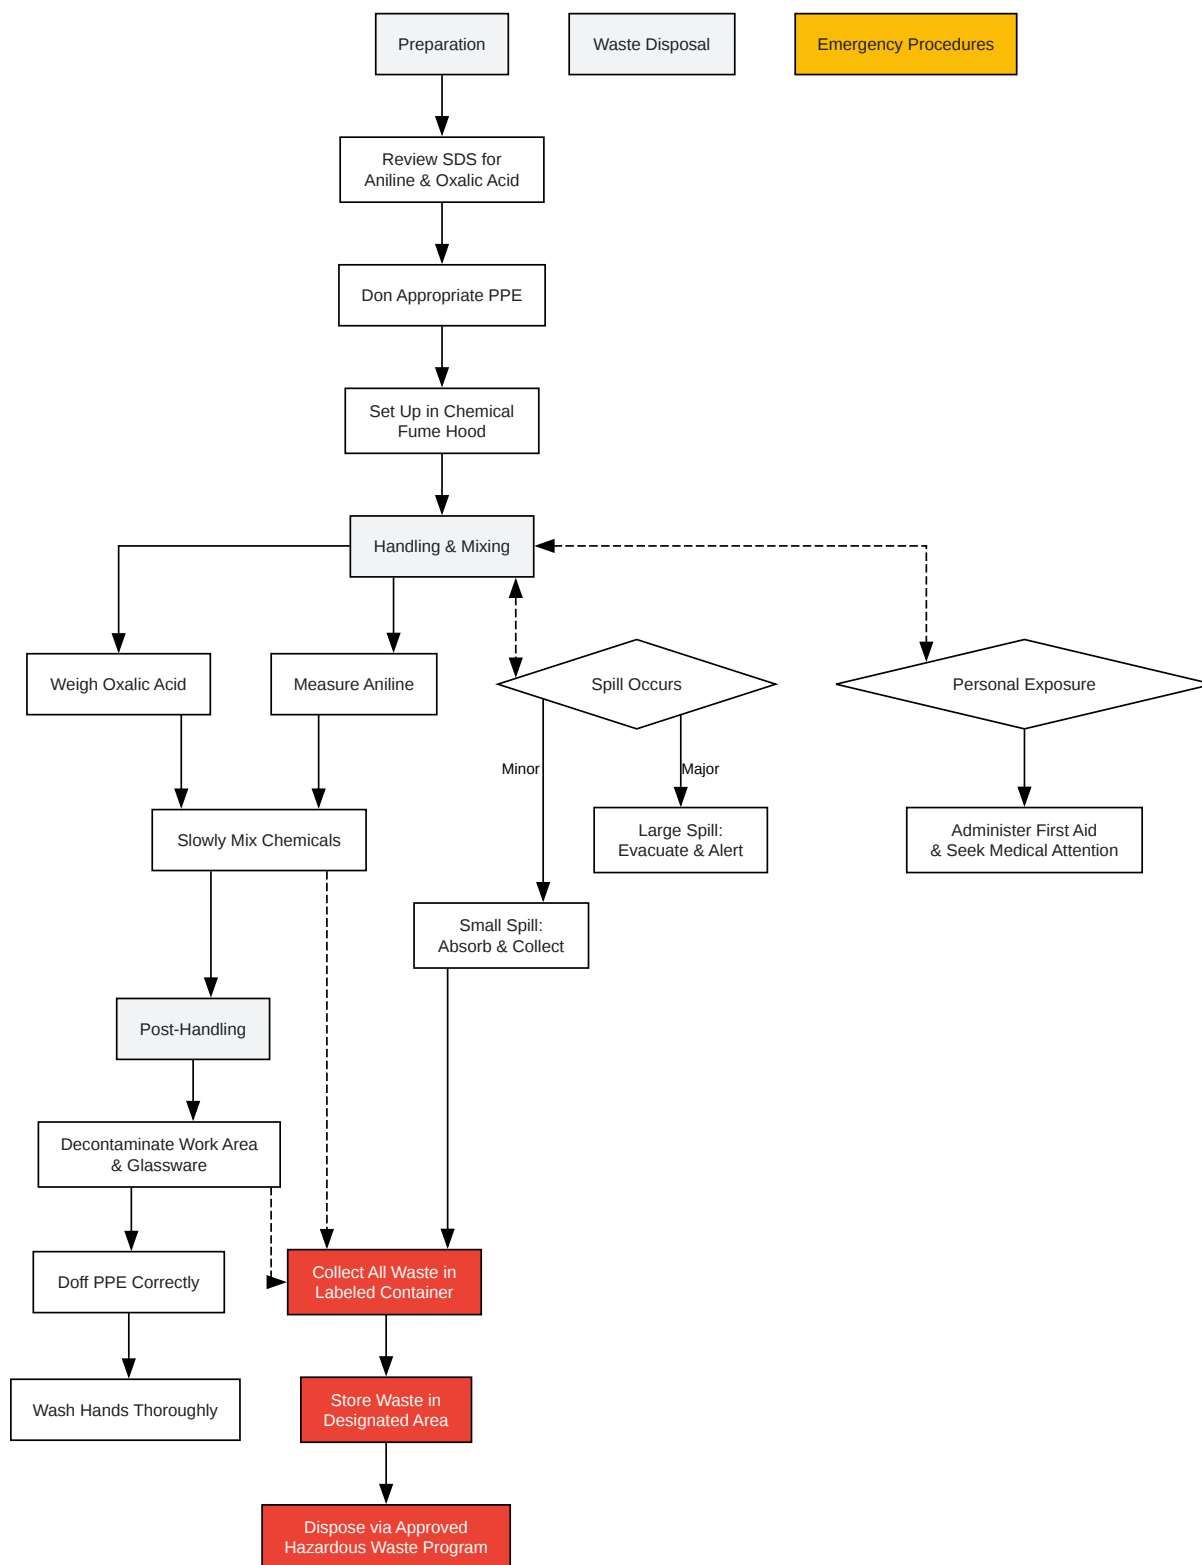 Preparation
Waste Disposal
Emergency Procedures
Review SDS for
Aniline & Oxalic Acid
Don Appropriate PPE
Set Up in Chemical
Fume Hood
Handling & Mixing
Weigh Oxalic Acid
Measure Aniline
Spill Occurs
Personal Exposure
Minor
Major
Slowly Mix Chemicals
Large Spill:
Evacuate & Alert
Administer First Aid
& Seek Medical Attention
Small Spill:
Absorb & Collect
Post-Handling
Decontaminate Work Area
& Glassware
Doff PPE Correctly
Collect All Waste in
Labeled Container
Wash Hands Thoroughly
Store Waste in
Designated Area
Dispose via Approved
Hazardous Waste Program